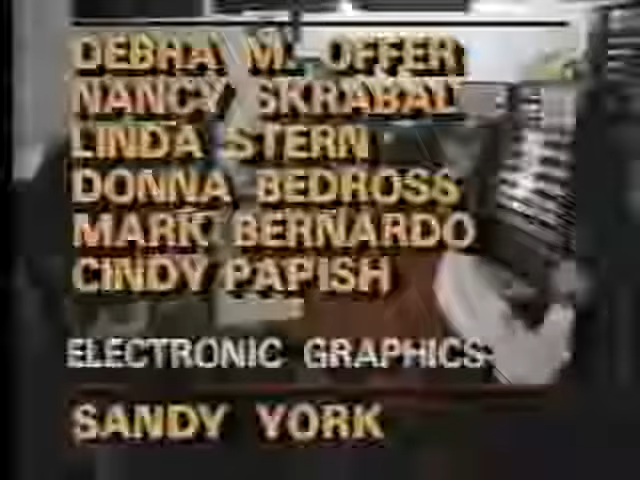 DEBRA M. OFFER
NANCY SKRABAL
LINDA STERN
DONNA BEDROSS
MARK BERNARDO
CINDY PAPISH
ELECTRONIC GRAPHICS
SANDY YORK